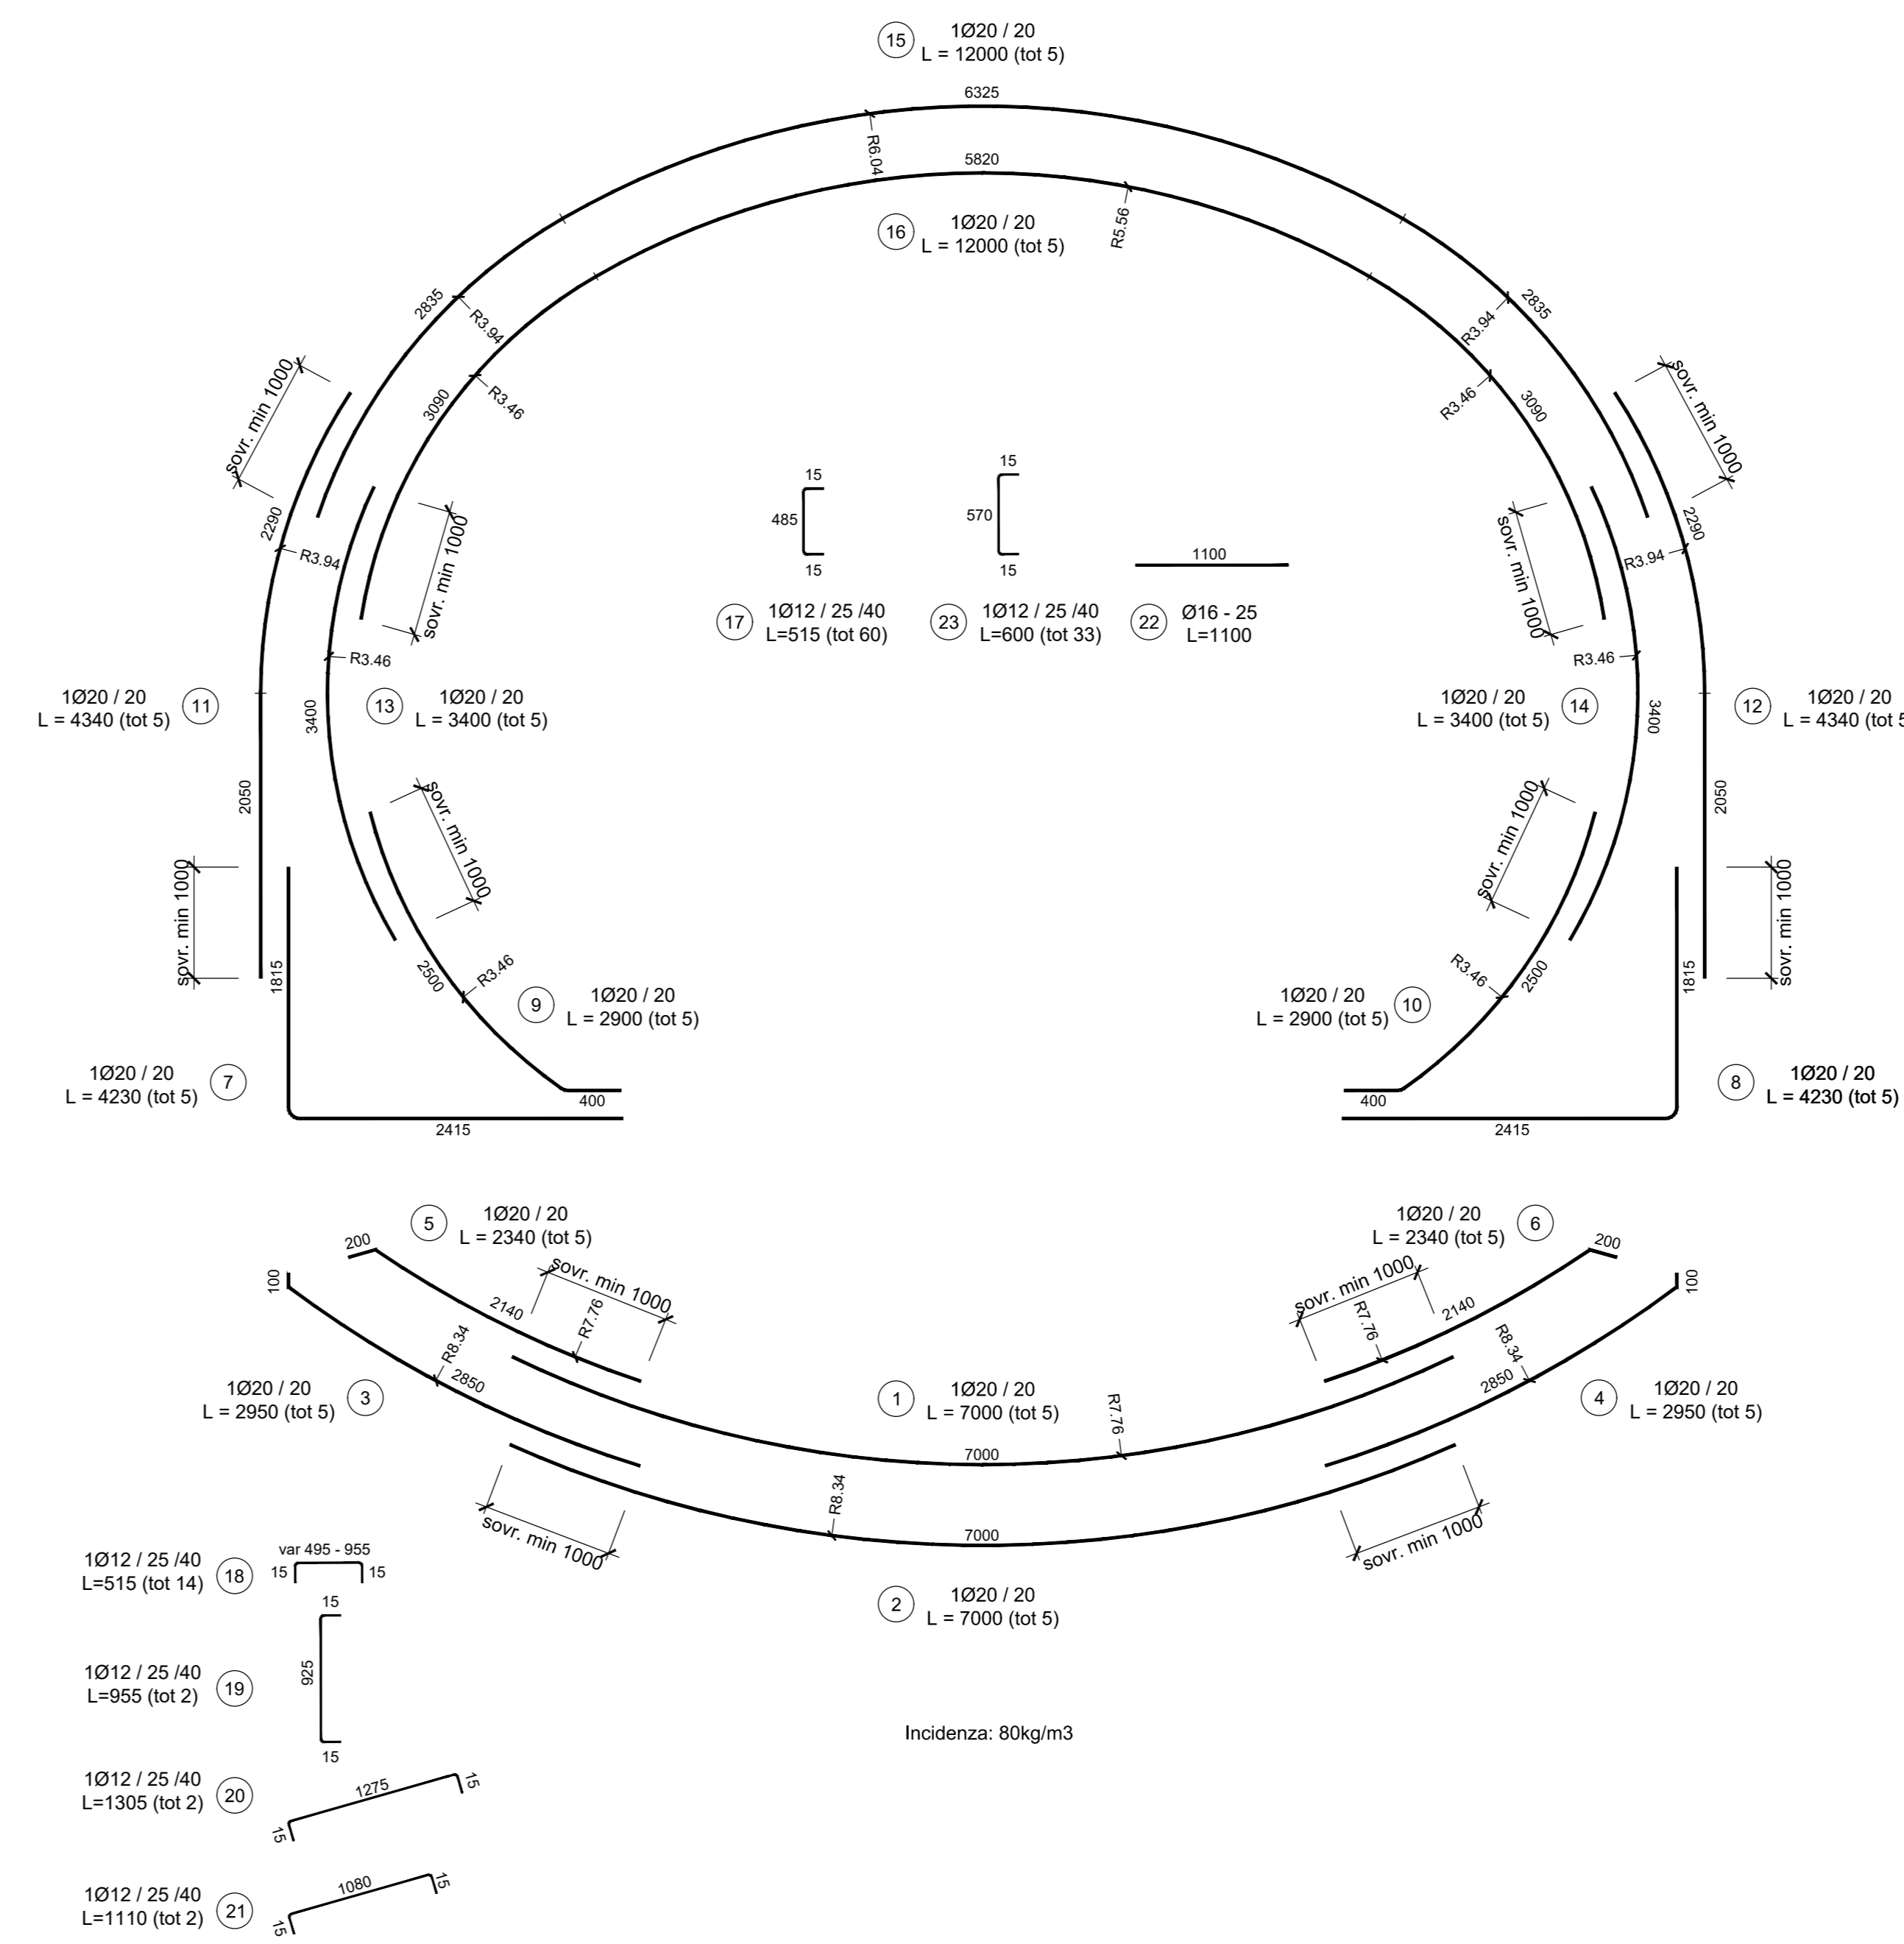 15
1Ø20 / 20
L = 12000 (tot 5)
6325
R6.04
5820
R5.56
16
1Ø20 / 20
L = 12000 (tot 5)
2835
R3.94
R3.94
2835
3090
R3.46
R3.46
3090
sovr. min 1000
sovr. min 1000
2290
R3.94
R3.94
2290
sovr. min 1000
sovr. min 1000
15
485
15
17
1Ø12 / 25 /40
L=515 (tot 60)
15
570
15
23
1Ø12 / 25 /40
L=600 (tot 33)
1100
22
Ø16 - 25
L=1100
R3.46
R3.46
1Ø20 / 20
L = 4340 (tot 5)
11
3400
13
1Ø20 / 20
L = 3400 (tot 5)
1Ø20 / 20
L = 3400 (tot 5)
14
3400
12
1Ø20 / 20
L = 4340 (tot 5
2050
2050
sovr. min 1000
sovr. min 1000
sovr. min 1000
sovr. min 1000
1815
1815
2500
R3.46
R3.46
2500
9
1Ø20 / 20
L = 2900 (tot 5)
1Ø20 / 20
L = 2900 (tot 5)
10
1Ø20 / 20
L = 4230 (tot 5)
7
8
1Ø20 / 20
L = 4230 (tot 5)
400
400
2415
2415
5
1Ø20 / 20
L = 2340 (tot 5)
1Ø20 / 20
L = 2340 (tot 5)
6
200
200
100
100
sovr. min 1000
sovr. min 1000
2140
R7.76
R7.76
2140
R8.34
R8.34
2850
2850
1Ø20 / 20
L = 2950 (tot 5)
3
1
1Ø20 / 20
L = 7000 (tot 5)
R7.76
4
1Ø20 / 20
L = 2950 (tot 5)
7000
R8.34
7000
sovr. min 1000
sovr. min 1000
2
1Ø20 / 20
L = 7000 (tot 5)
1Ø12 / 25 /40
L=515 (tot 14)
18
var 495 - 955
15
15
1Ø12 / 25 /40
L=955 (tot 2)
19
15
925
15
Incidenza: 80kg/m3
1Ø12 / 25 /40
L=1305 (tot 2)
20
1275
15
15
1Ø12 / 25 /40
L=1110 (tot 2)
21
1080
15
15